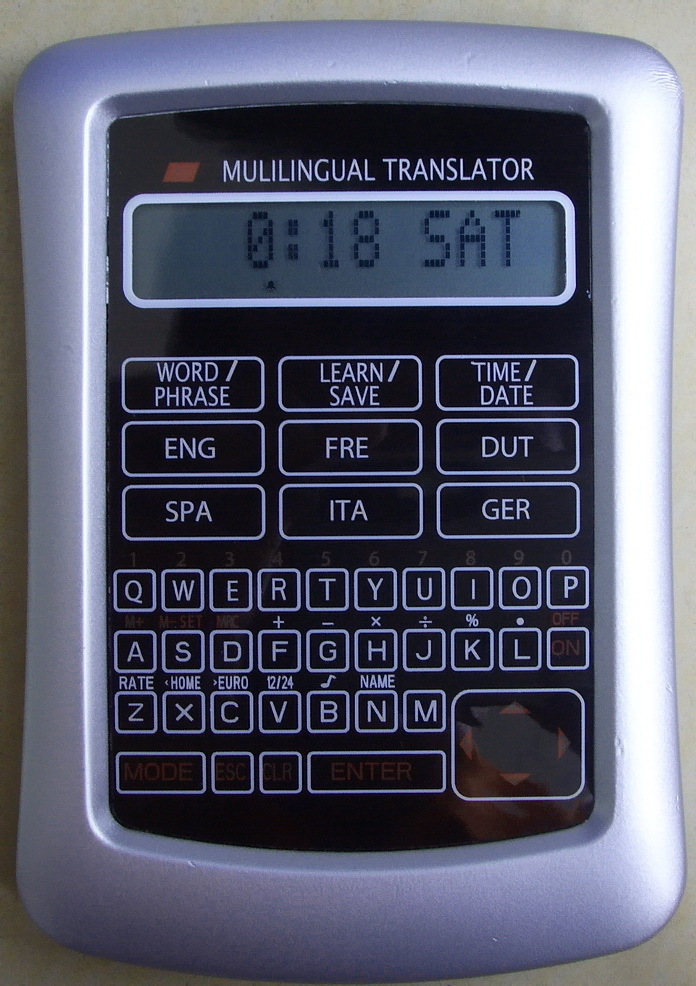 MULILINGUAL TRANSLATOR
0:18 SAT
WORD / PHRASE
LEARN / SAVE
TIME / DATE
ENG FRE DUT
SPA ITA GER
1 2 3 4 5 6 7 8 9 0
Q W E R T Y U I O P
M+ M-:SET MRC + − × ÷ % • OFF
A S D F G H J K L ON
RATE ‹HOME ›EURO 12/24 ♪ NAME
Z X C V B N M
MODE ESC CLR ENTER